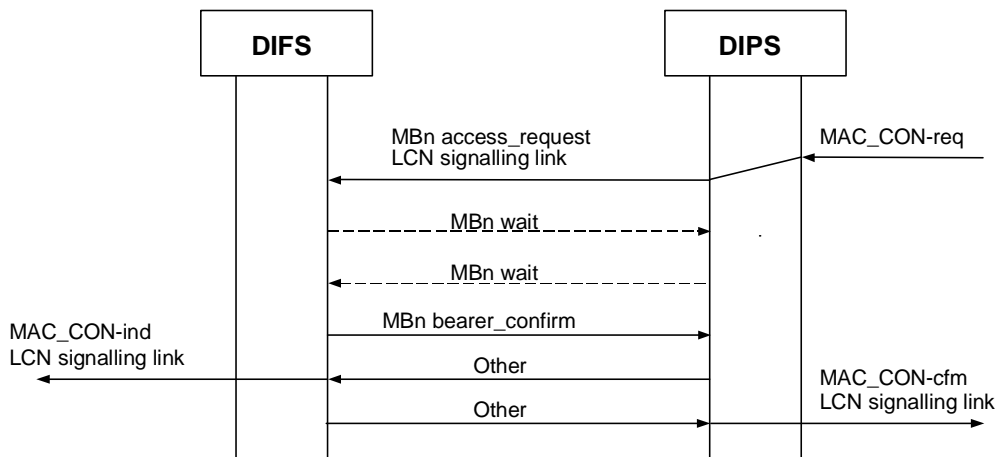 DIFS
DIPS
MBn access_request
LCN signalling link
MAC_CON-req
MBn wait
MBn wait
MBn bearer_confirm
MAC_CON-ind
LCN signalling link
Other
MAC_CON-cfm
LCN signalling link
Other